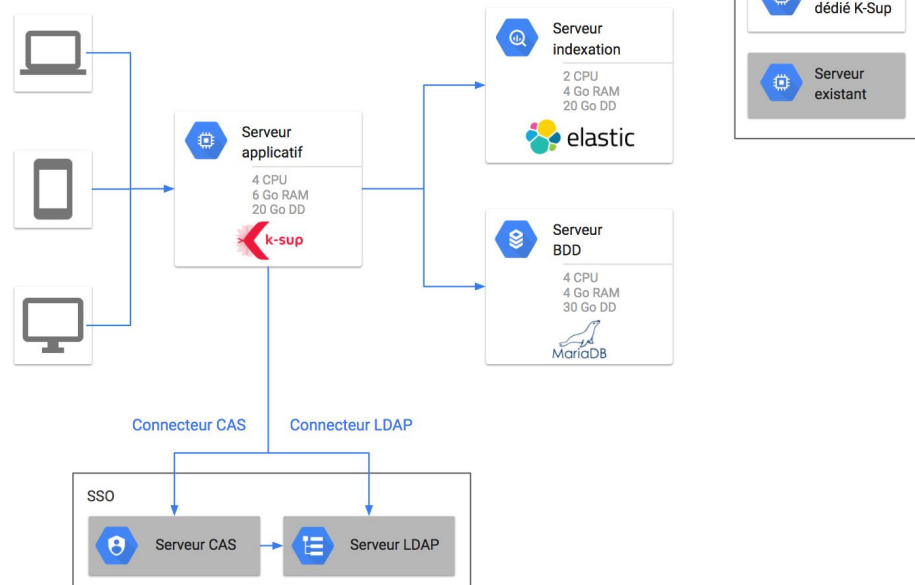 dédié K-Sup
Serveur
existant
Serveur
indexation
2 CPU
4 Go RAM
20 Go DD
elastic
Serveur
applicatif
4 CPU
6 Go RAM
20 Go DD
k-sup
Serveur
BDD
4 CPU
4 Go RAM
30 Go DD
MariaDB
Connecteur CAS
Connecteur LDAP
SSO
Serveur CAS
Serveur LDAP